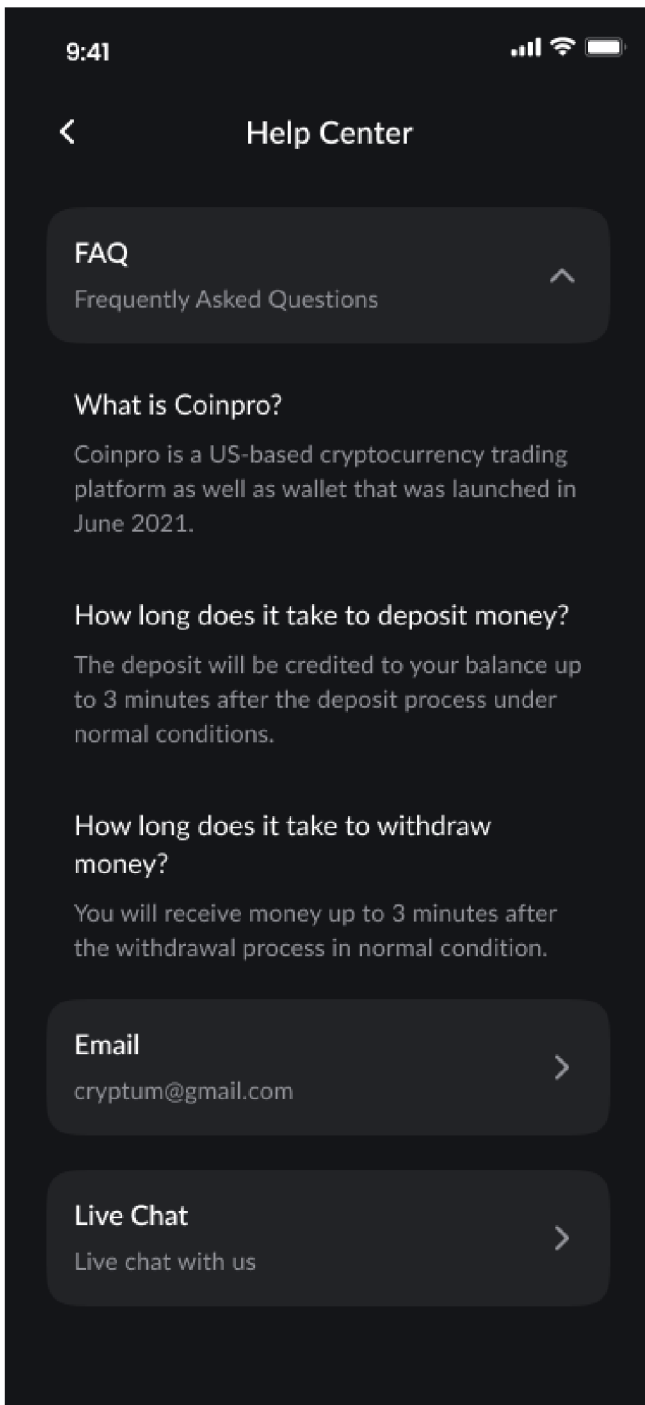 9:41
Help Center
FAQ
Frequently Asked Questions
What is Coinpro?
Coinpro is a US-based cryptocurrency trading
platform as well as wallet that was launched in
June 2021.
How long does it take to deposit money?
The deposit will be credited to your balance up
to 3 minutes after the deposit process under
normal conditions.
How long does it take to withdraw
money?
You will receive money up to 3 minutes after
the withdrawal process in normal condition.
Email
cryptum@gmail.com
Live Chat
Live chat with us